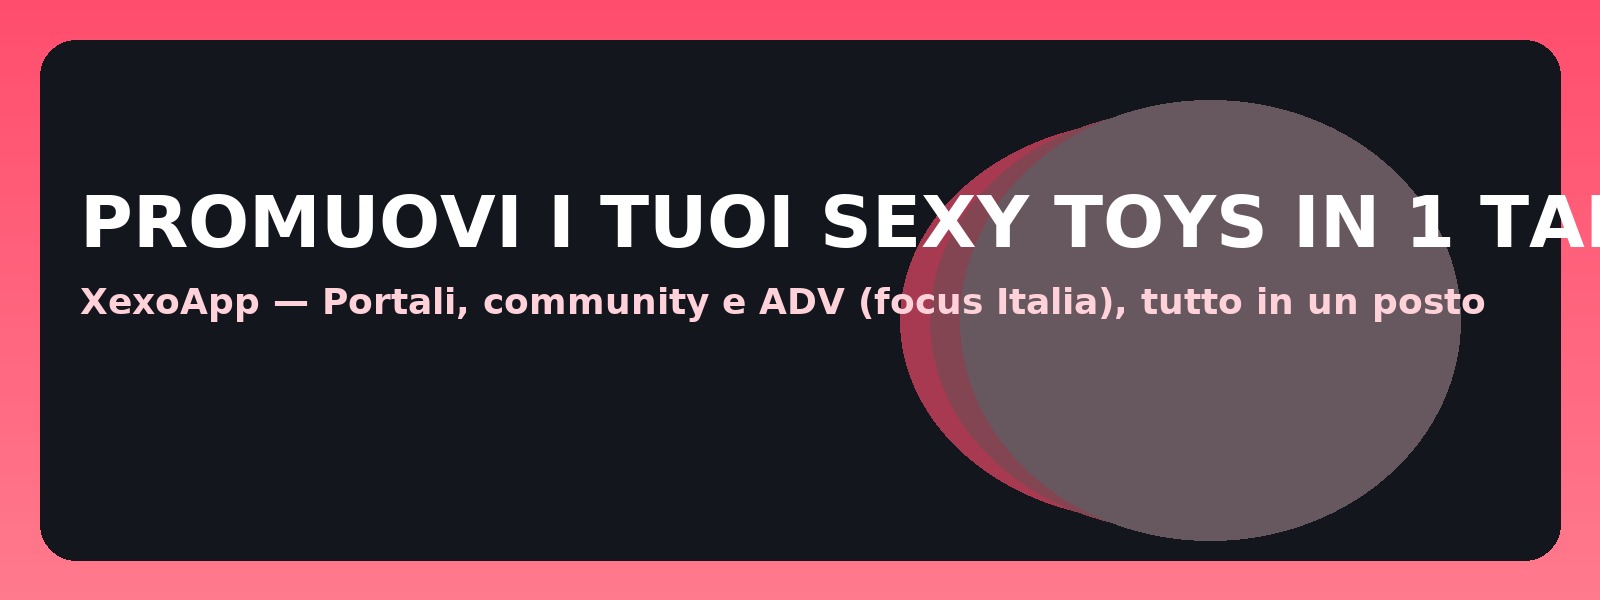 PROMUOVI I TUOI SEXY TOYS IN 1
XexoApp — Portali, community e ADV (focus Italia), tutto in un posto